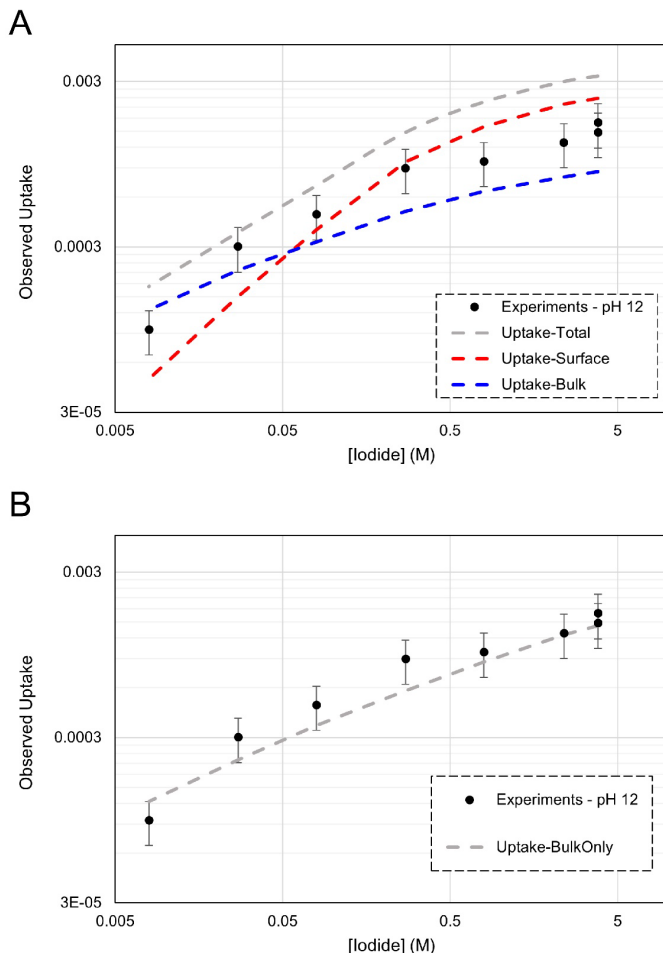 A
0.003
0.0003
3E-05
Observed Uptake
Experiments - pH 12
Uptake-Total
Uptake-Surface
Uptake-Bulk
0.005
0.05
0.5
5
[Iodide] (M)
B
0.003
0.0003
3E-05
Observed Uptake
Experiments - pH 12
Uptake-BulkOnly
0.005
0.05
0.5
5
[Iodide] (M)